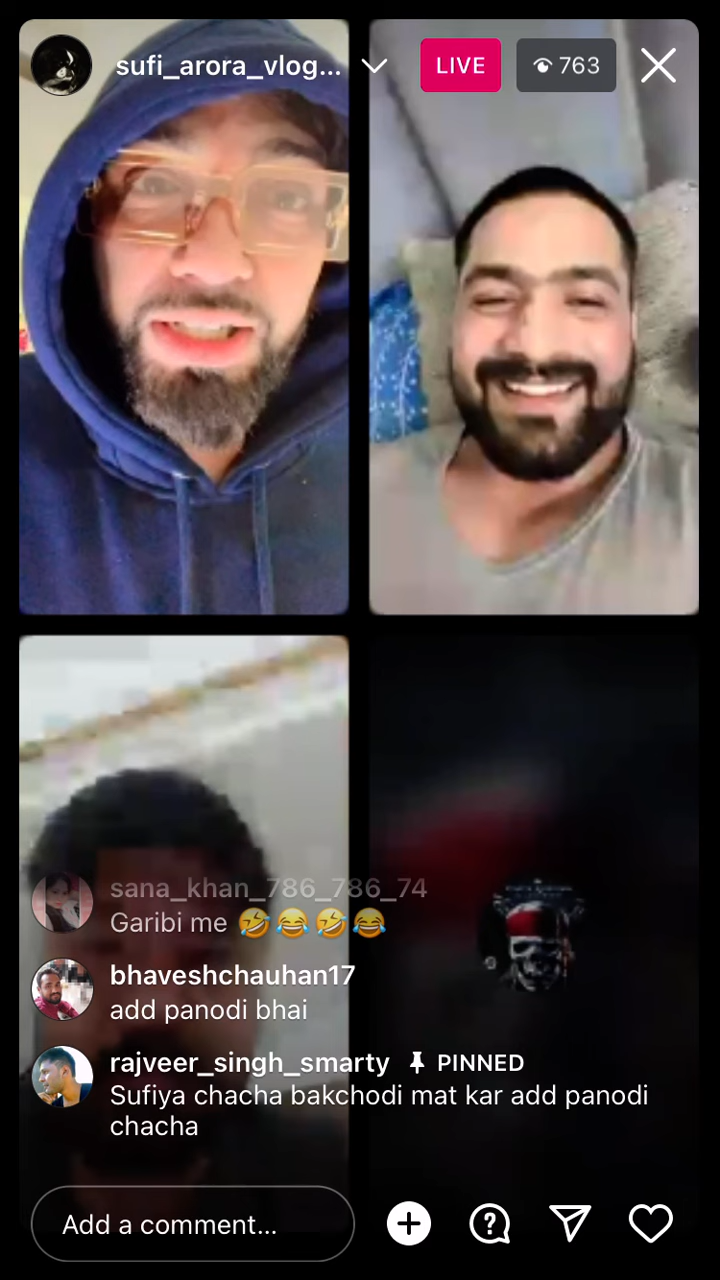 sufi_arora_vlog...
LIVE
763
sana_khan_786_786_74
Garibi me 🤣😂🤣😂
bhaveshchauhan17
add panodi bhai
rajveer_singh_smarty PINNED
Sufiya chacha bakchodi mat kar add panodi
chacha
Add a comment...